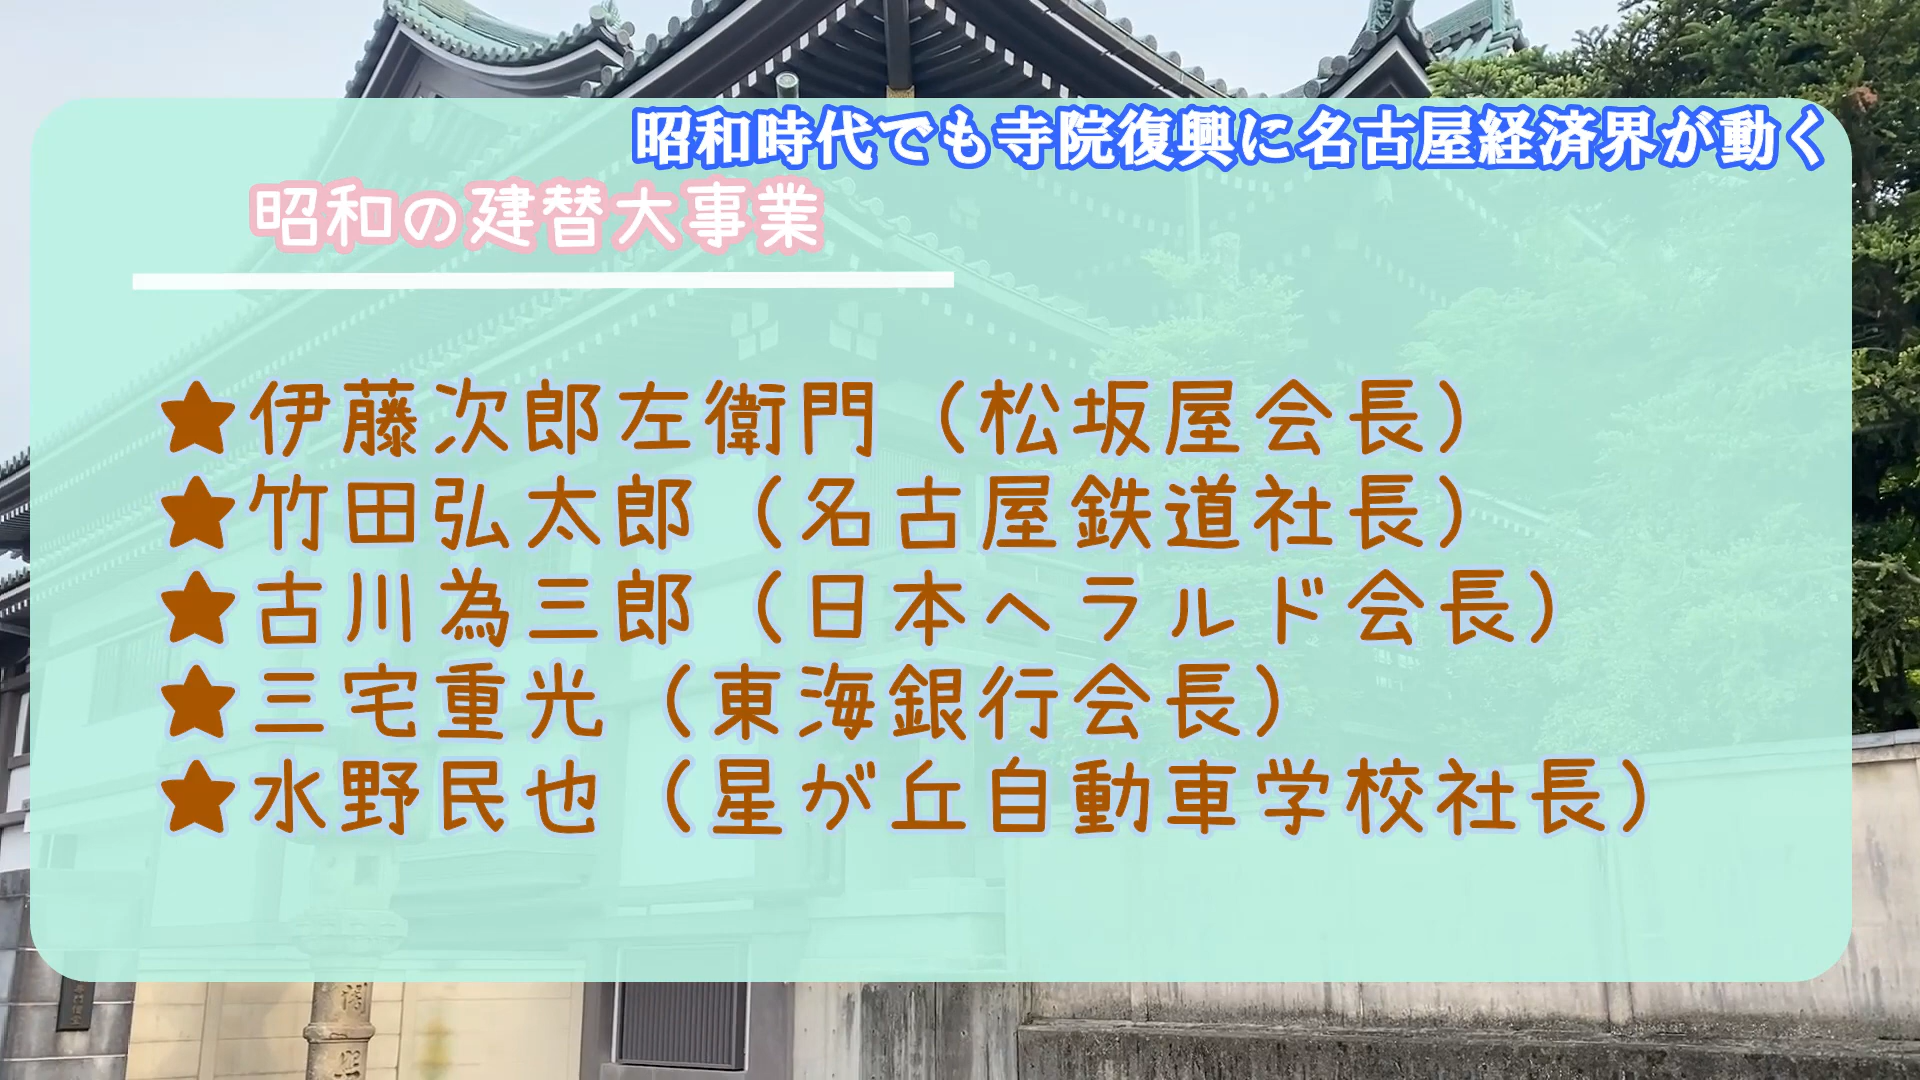 昭和時代でも寺院復興に名古屋経済界が動く
昭和の建替大事業
★伊藤次郎左衛門（松坂屋会長）
★竹田弘太郎（名古屋鉄道社長）
★古川為三郎（日本ヘラルド会長）
★三宅重光（東海銀行会長）
★水野民也（星が丘自動車学校社長）